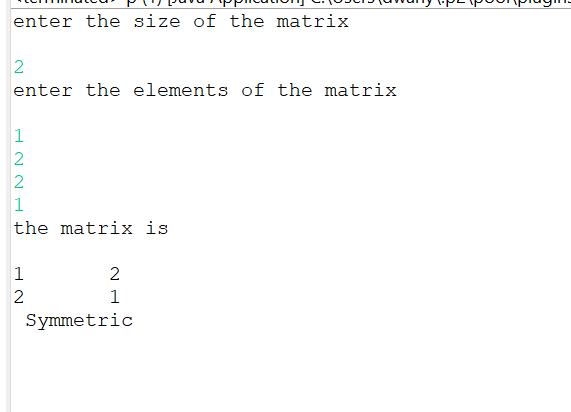 enter the size of the matrix
2
enter the elements of the matrix
1
2
2
1
the matrix is
1 2
2 1
Symmetric